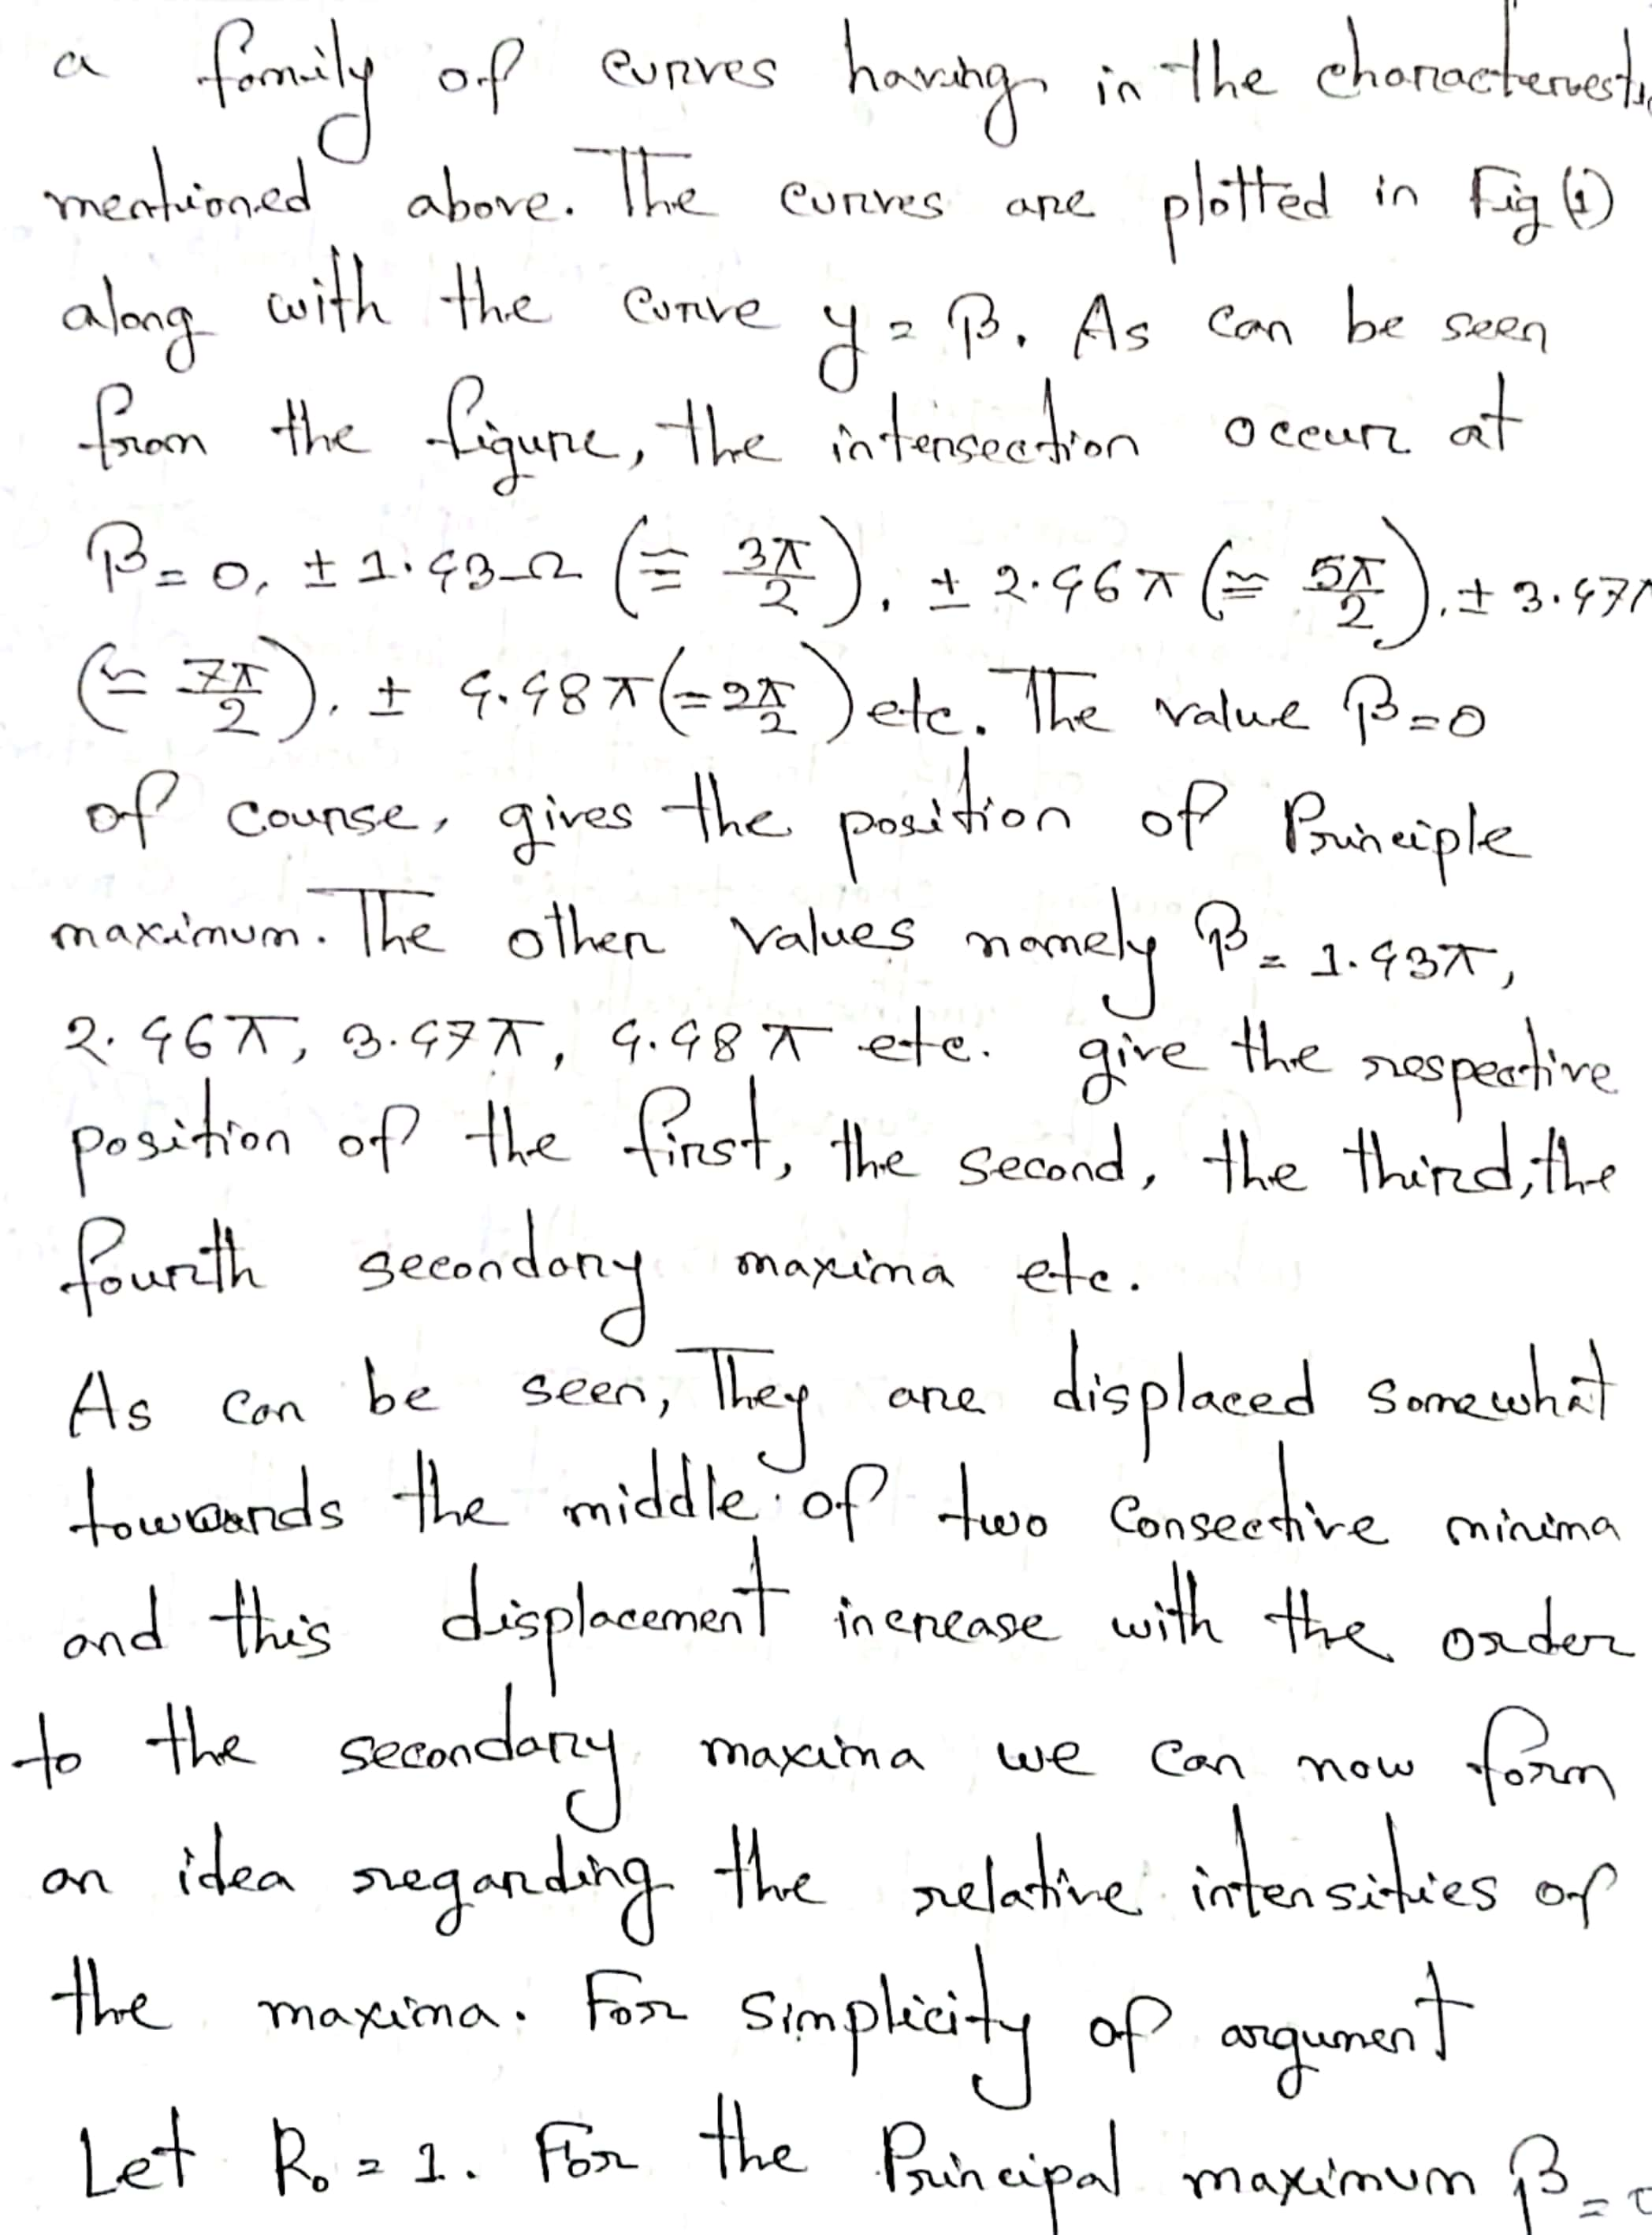 a family of curves having in the characterest
mentioned above. The curves are plotted in Fig (1)
along with the curve y = β. As can be seen
from the figure, the intersection occur at
β = 0, ± 1.43 Ω (≅ 3π/2), ± 2.46 π (≅ 5π/2), ± 3.47π
(≃ 7π/2), ± 4.48 π (= 9π/2) etc. The value β = 0
of course, gives the position of Principle
maximum. The other values namely β = 1.43π,
2.46π, 3.47π, 4.48 π etc. give the respective
position of the first, the second, the third, the
fourth secondary maxima etc.
As can be seen, They are displaced somewhat
towards the middle of two Consective minima
and this displacement increase with the order
to the secondary maxima we can now form
an idea regarding the relative intensities of
the maxima. For simplicity of argument
Let R₀ = 1. For the Principal maximum β = 0